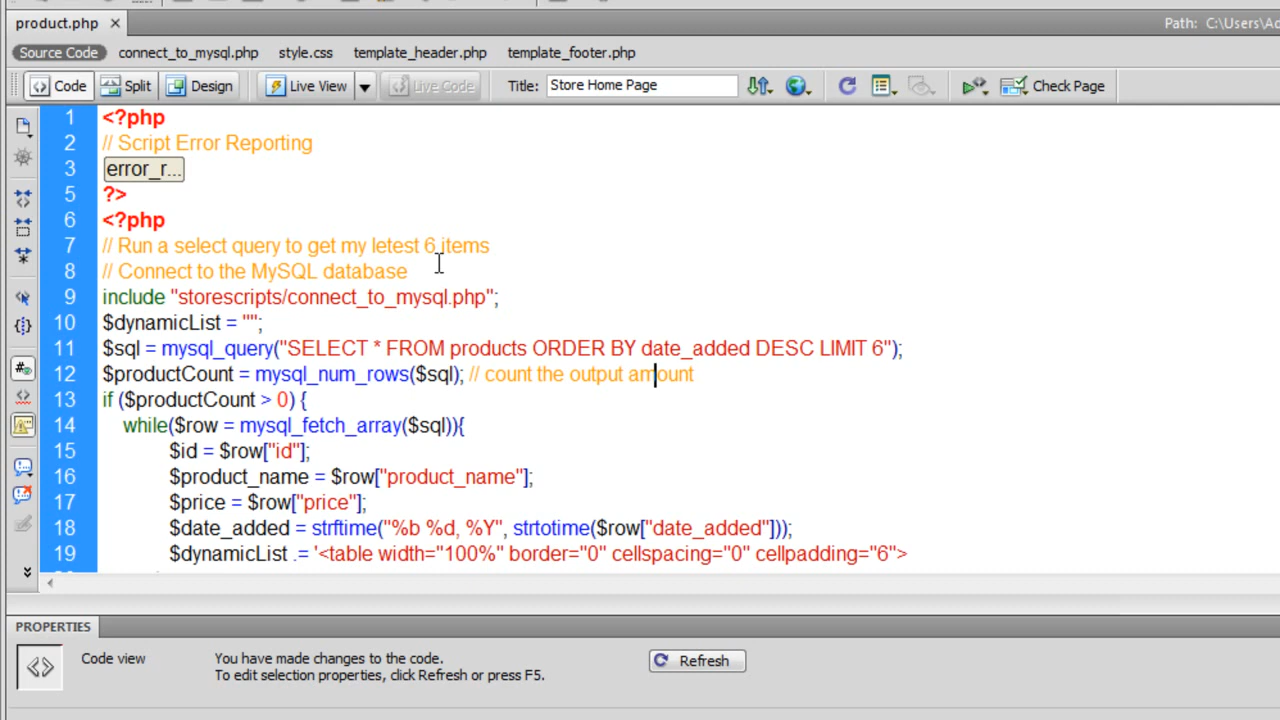 product.php
Path: C:\Users\Ad
Source Code connect_to_mysql.php style.css template_header.php template_footer.php
Code Split Design Live View Live Code Title: Store Home Page Check Page
1 <?php
2 // Script Error Reporting
3 error_r...
5 ?>
6 <?php
7 // Run a select query to get my letest 6 items
8 // Connect to the MySQL database
9 include "storescripts/connect_to_mysql.php";
10 $dynamicList = "";
11 $sql = mysql_query("SELECT * FROM products ORDER BY date_added DESC LIMIT 6");
12 $productCount = mysql_num_rows($sql); // count the output amount
13 if ($productCount > 0) {
14 while($row = mysql_fetch_array($sql)){
15 $id = $row["id"];
16 $product_name = $row["product_name"];
17 $price = $row["price"];
18 $date_added = strftime("%b %d, %Y", strtotime($row["date_added"]));
19 $dynamicList .= '<table width="100%" border="0" cellspacing="0" cellpadding="6">
PROPERTIES
Code view You have made changes to the code. Refresh
To edit selection properties, click Refresh or press F5.